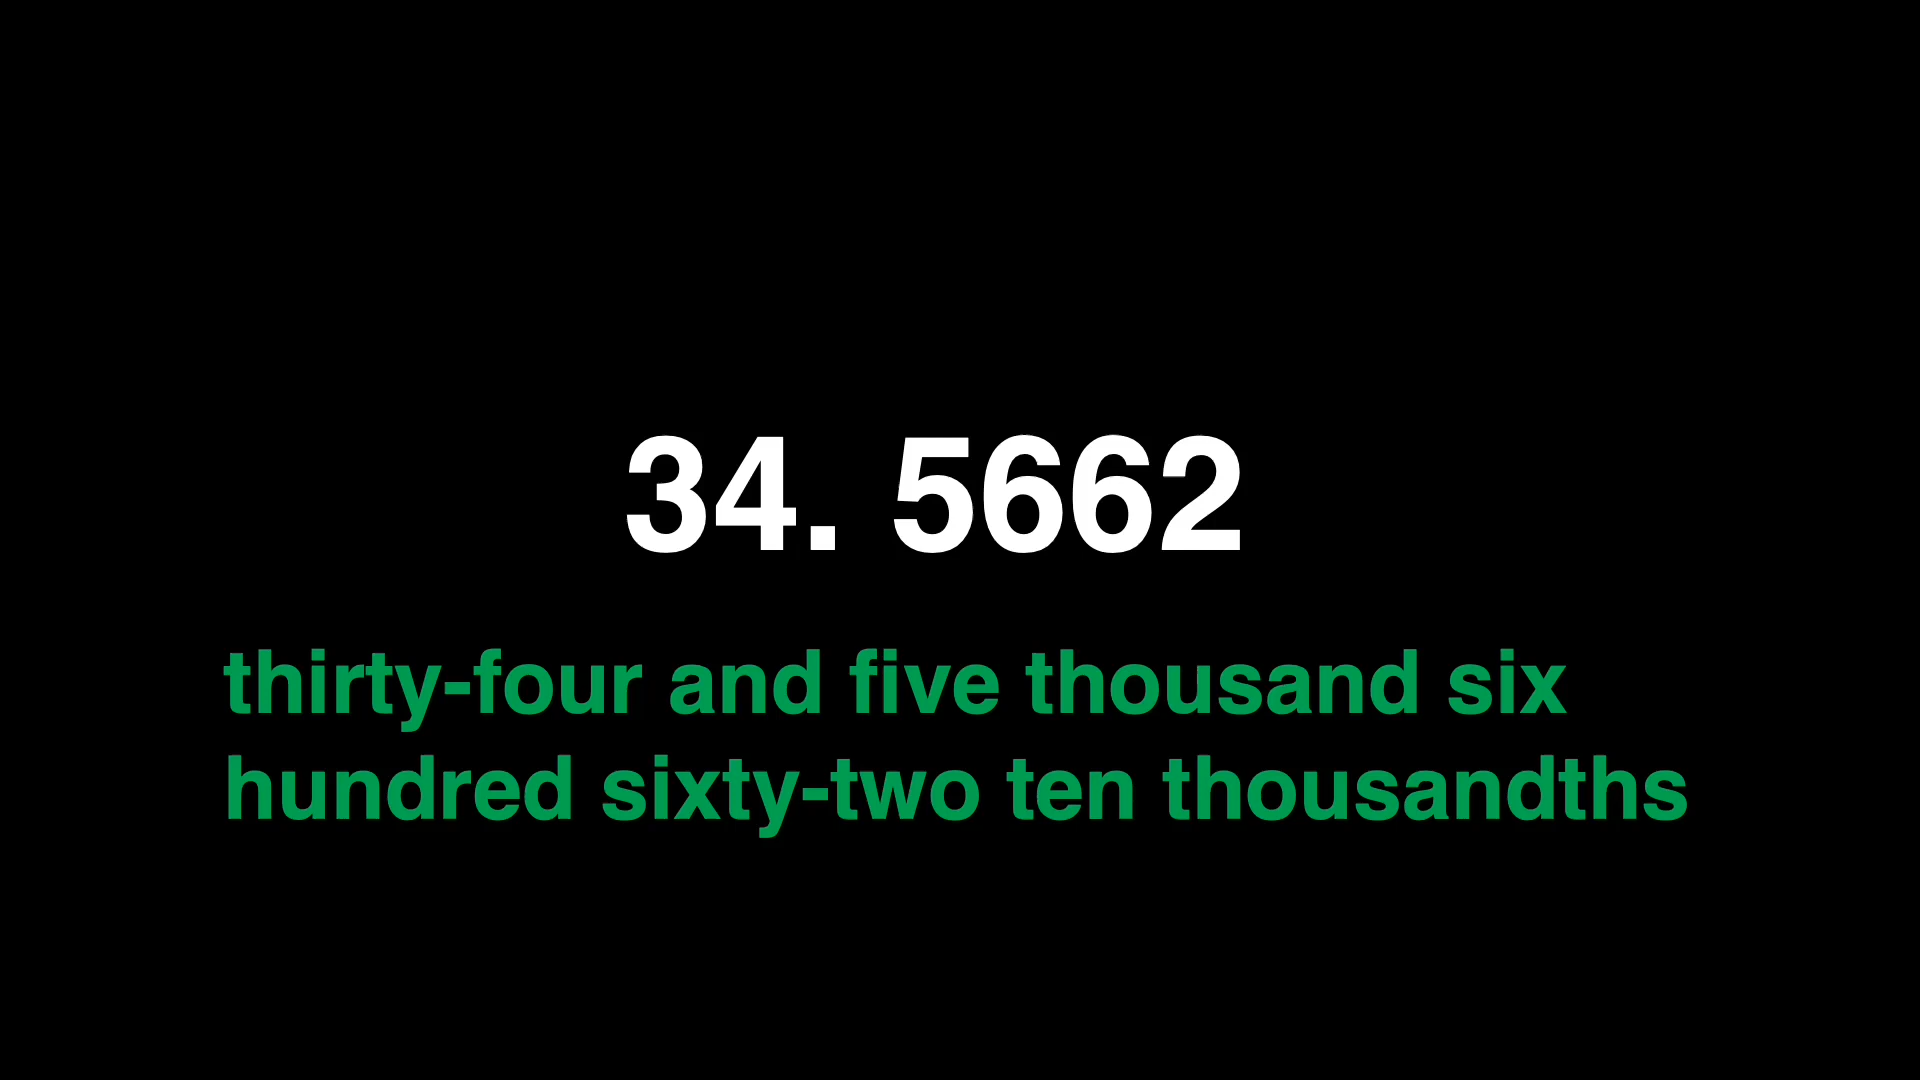 34. 5662
thirty-four and five thousand six
hundred sixty-two ten thousandths